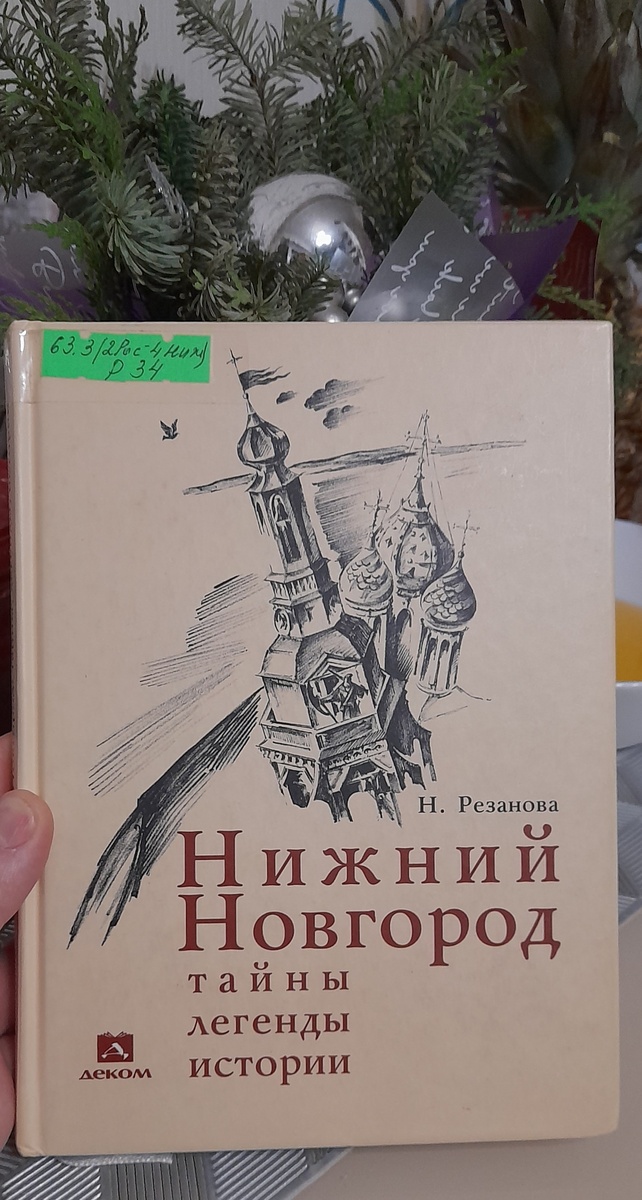 63.3(2Рос-4Ниж)
Р 34
Н. Резанова
Нижний
Новгород
тайны
легенды
истории
Д
ДЕКОМ